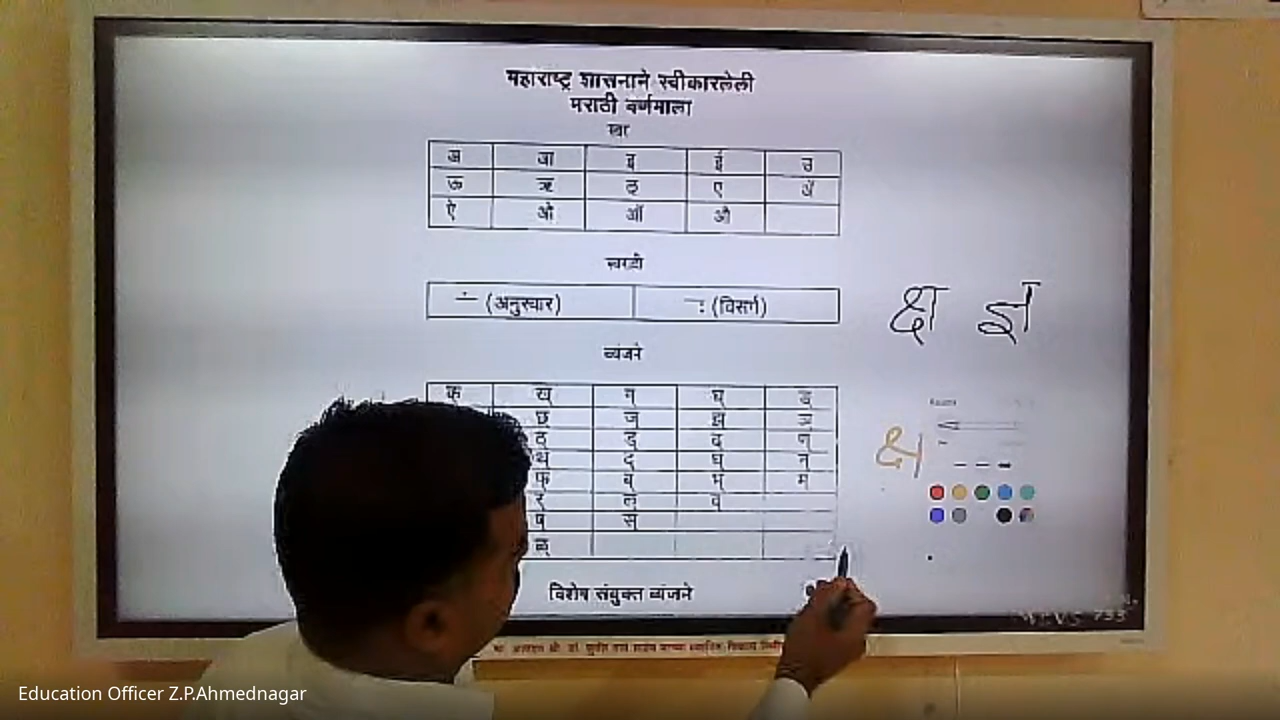 महाराष्ट्र शासनाने स्वीकारलेली
मराठी वर्णमाला
स्वर
अ आ इ ई उ
ऊ ऋ ऌ ए ॲ
ऐ ओ ऑ औ
स्वरादी
(अनुस्वार) : (विसर्ग)
व्यंजने
क् ख् ग् घ् ङ्
छ् ज् झ् ञ्
ठ् ड् ढ् ण्
थ् द् ध् न्
फ् ब् भ् म्
र् ल् व्
ष् स्
ळ्
विशेष संयुक्त व्यंजने
क्ष ज्ञ
क्ष
Education Officer Z.P.Ahmednagar